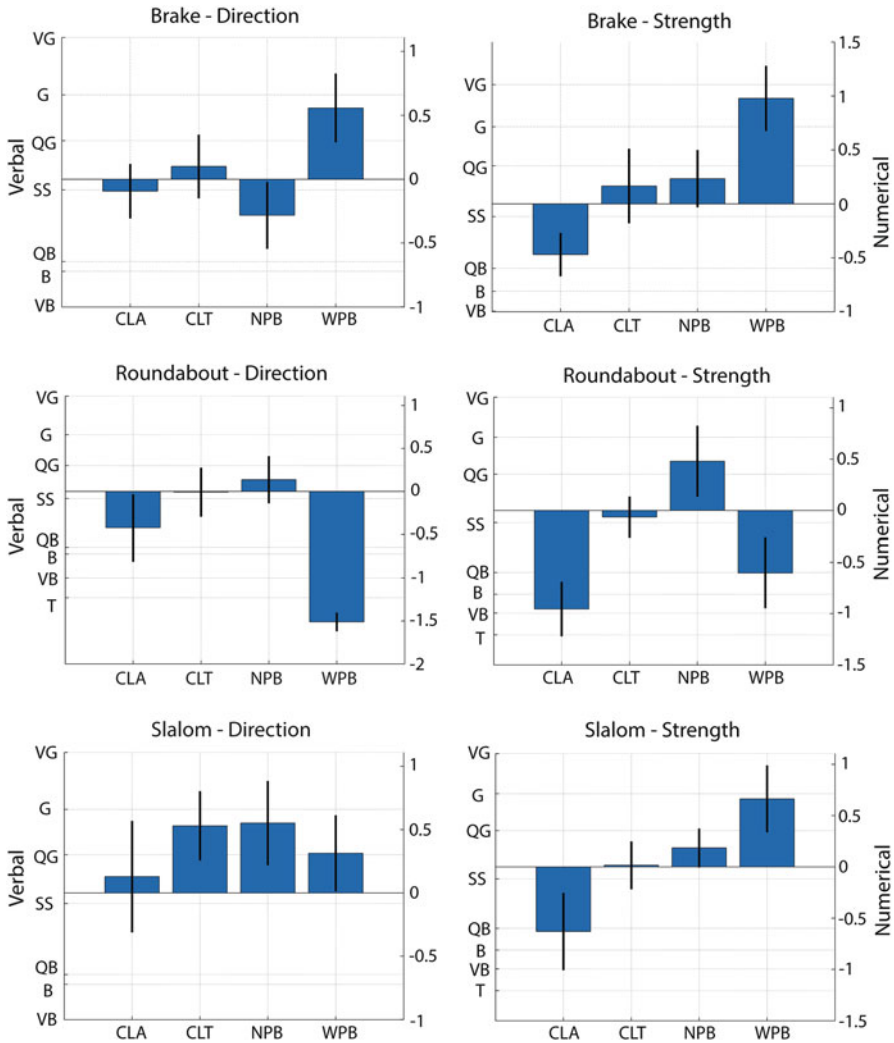 Brake - Direction
VG
G
QG
SS
QB
B
VB
Verbal
1
0.5
0
-0.5
-1
CLA CLT NPB WPB
Brake - Strength
VG
G
QG
SS
QB
B
VB
1.5
1
0.5
0
-0.5
-1
Numerical
CLA CLT NPB WPB
Roundabout - Direction
VG
G
QG
SS
QB
B
VB
T
Verbal
1
0.5
0
-0.5
-1
-1.5
-2
CLA CLT NPB WPB
Roundabout - Strength
VG
G
QG
SS
QB
B
VB
T
1
0.5
0
-0.5
-1
-1.5
Numerical
CLA CLT NPB WPB
Slalom - Direction
VG
G
QG
SS
QB
B
VB
Verbal
1
0.5
0
-0.5
-1
CLA CLT NPB WPB
Slalom - Strength
VG
G
QG
SS
QB
B
VB
T
1
0.5
0
-0.5
-1
-1.5
Numerical
CLA CLT NPB WPB